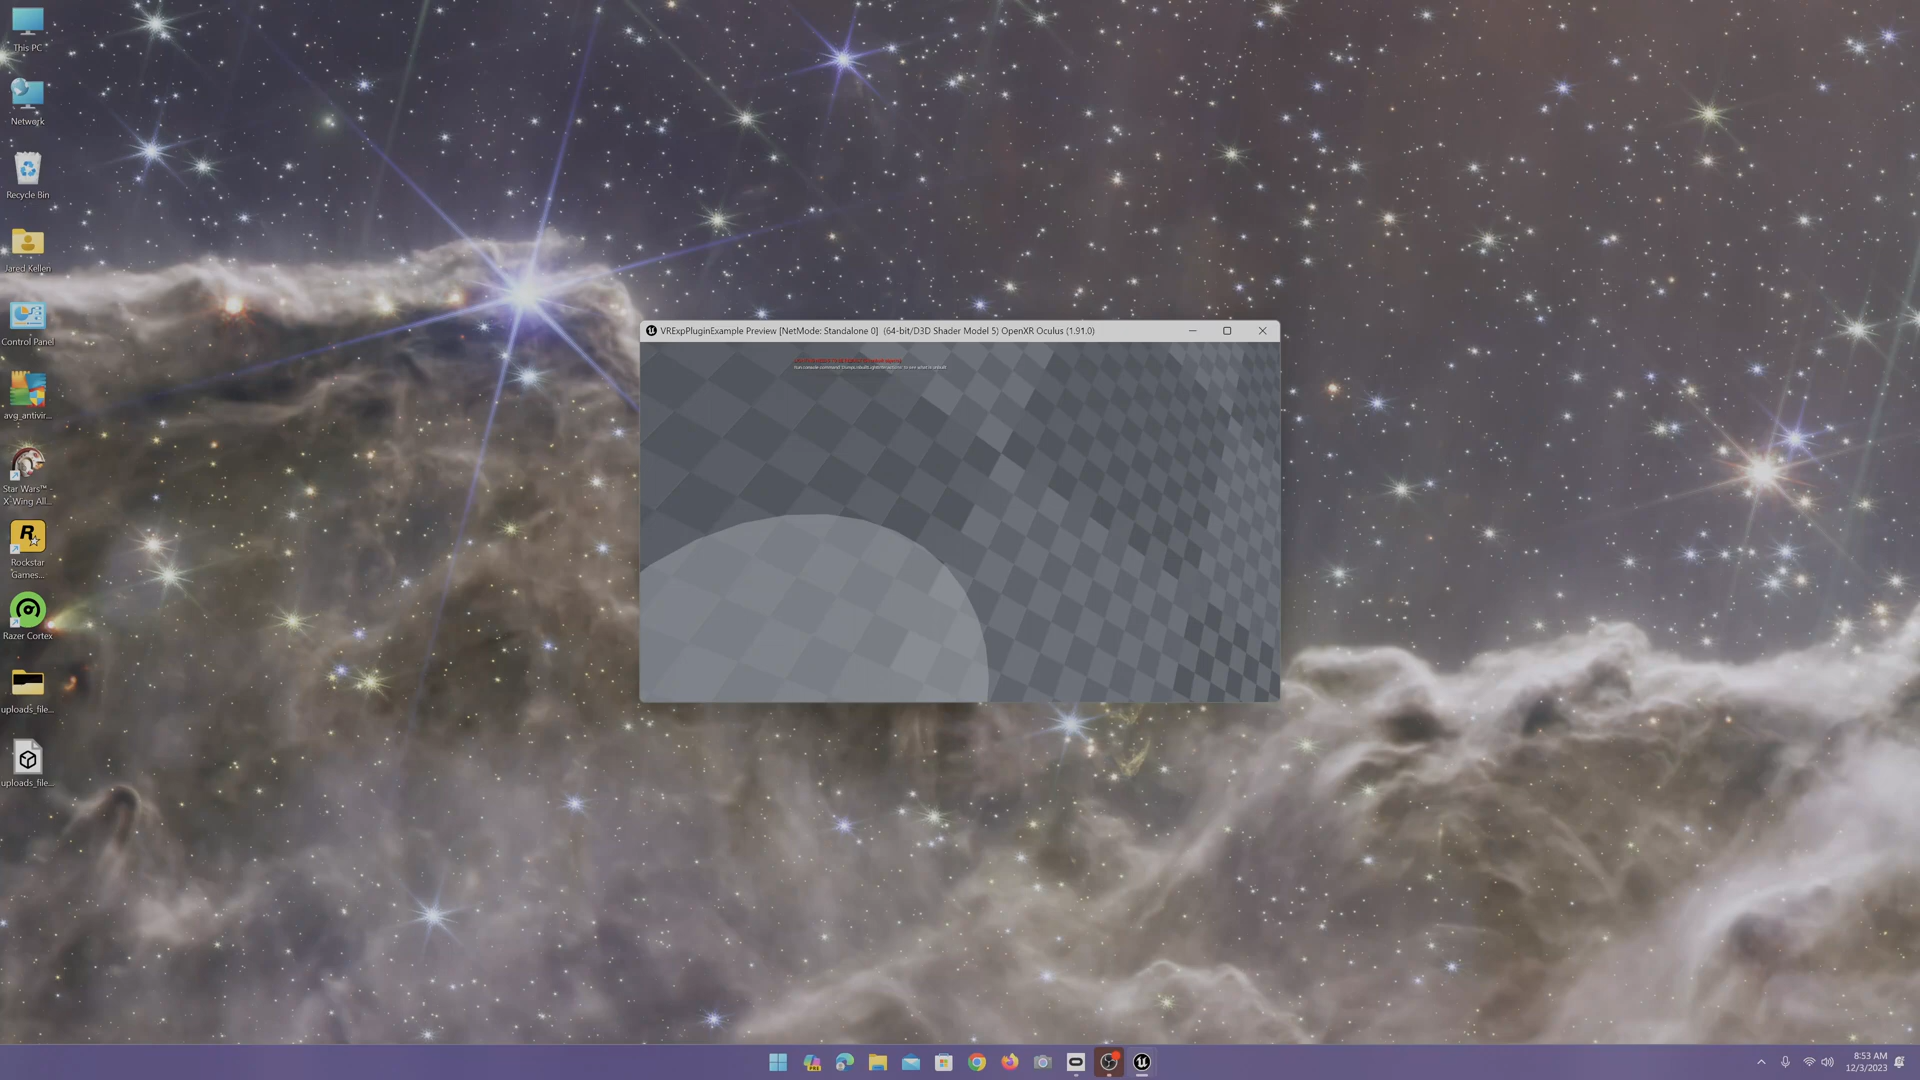 This PC
Network
Recycle Bin
Jared Kellen
Control Panel
avg_antivir...
Star Wars™ -
X-Wing All...
R
Rockstar
Games...
Razer Cortex
uploads_file...
uploads_file...
VRExpPluginExample Preview [NetMode: Standalone 0] (64-bit/D3D Shader Model 5) OpenXR Oculus (1.91.0)
PRE
8:53 AM
12/3/2023